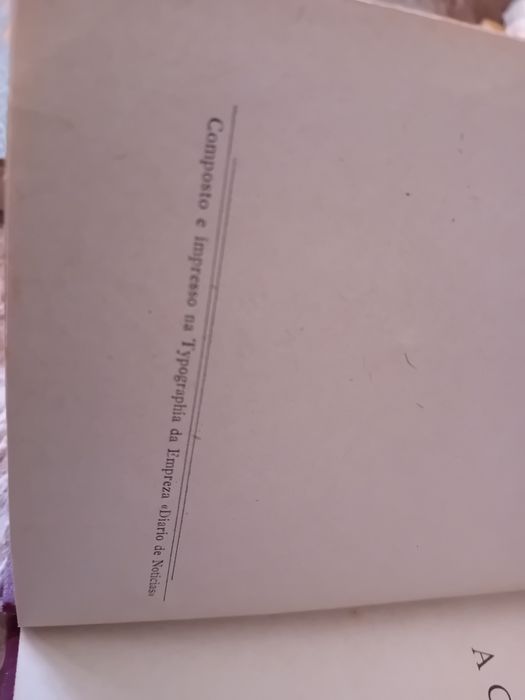 Composto e impresso na Typographia da Empreza «Diario de Noticias»
A C